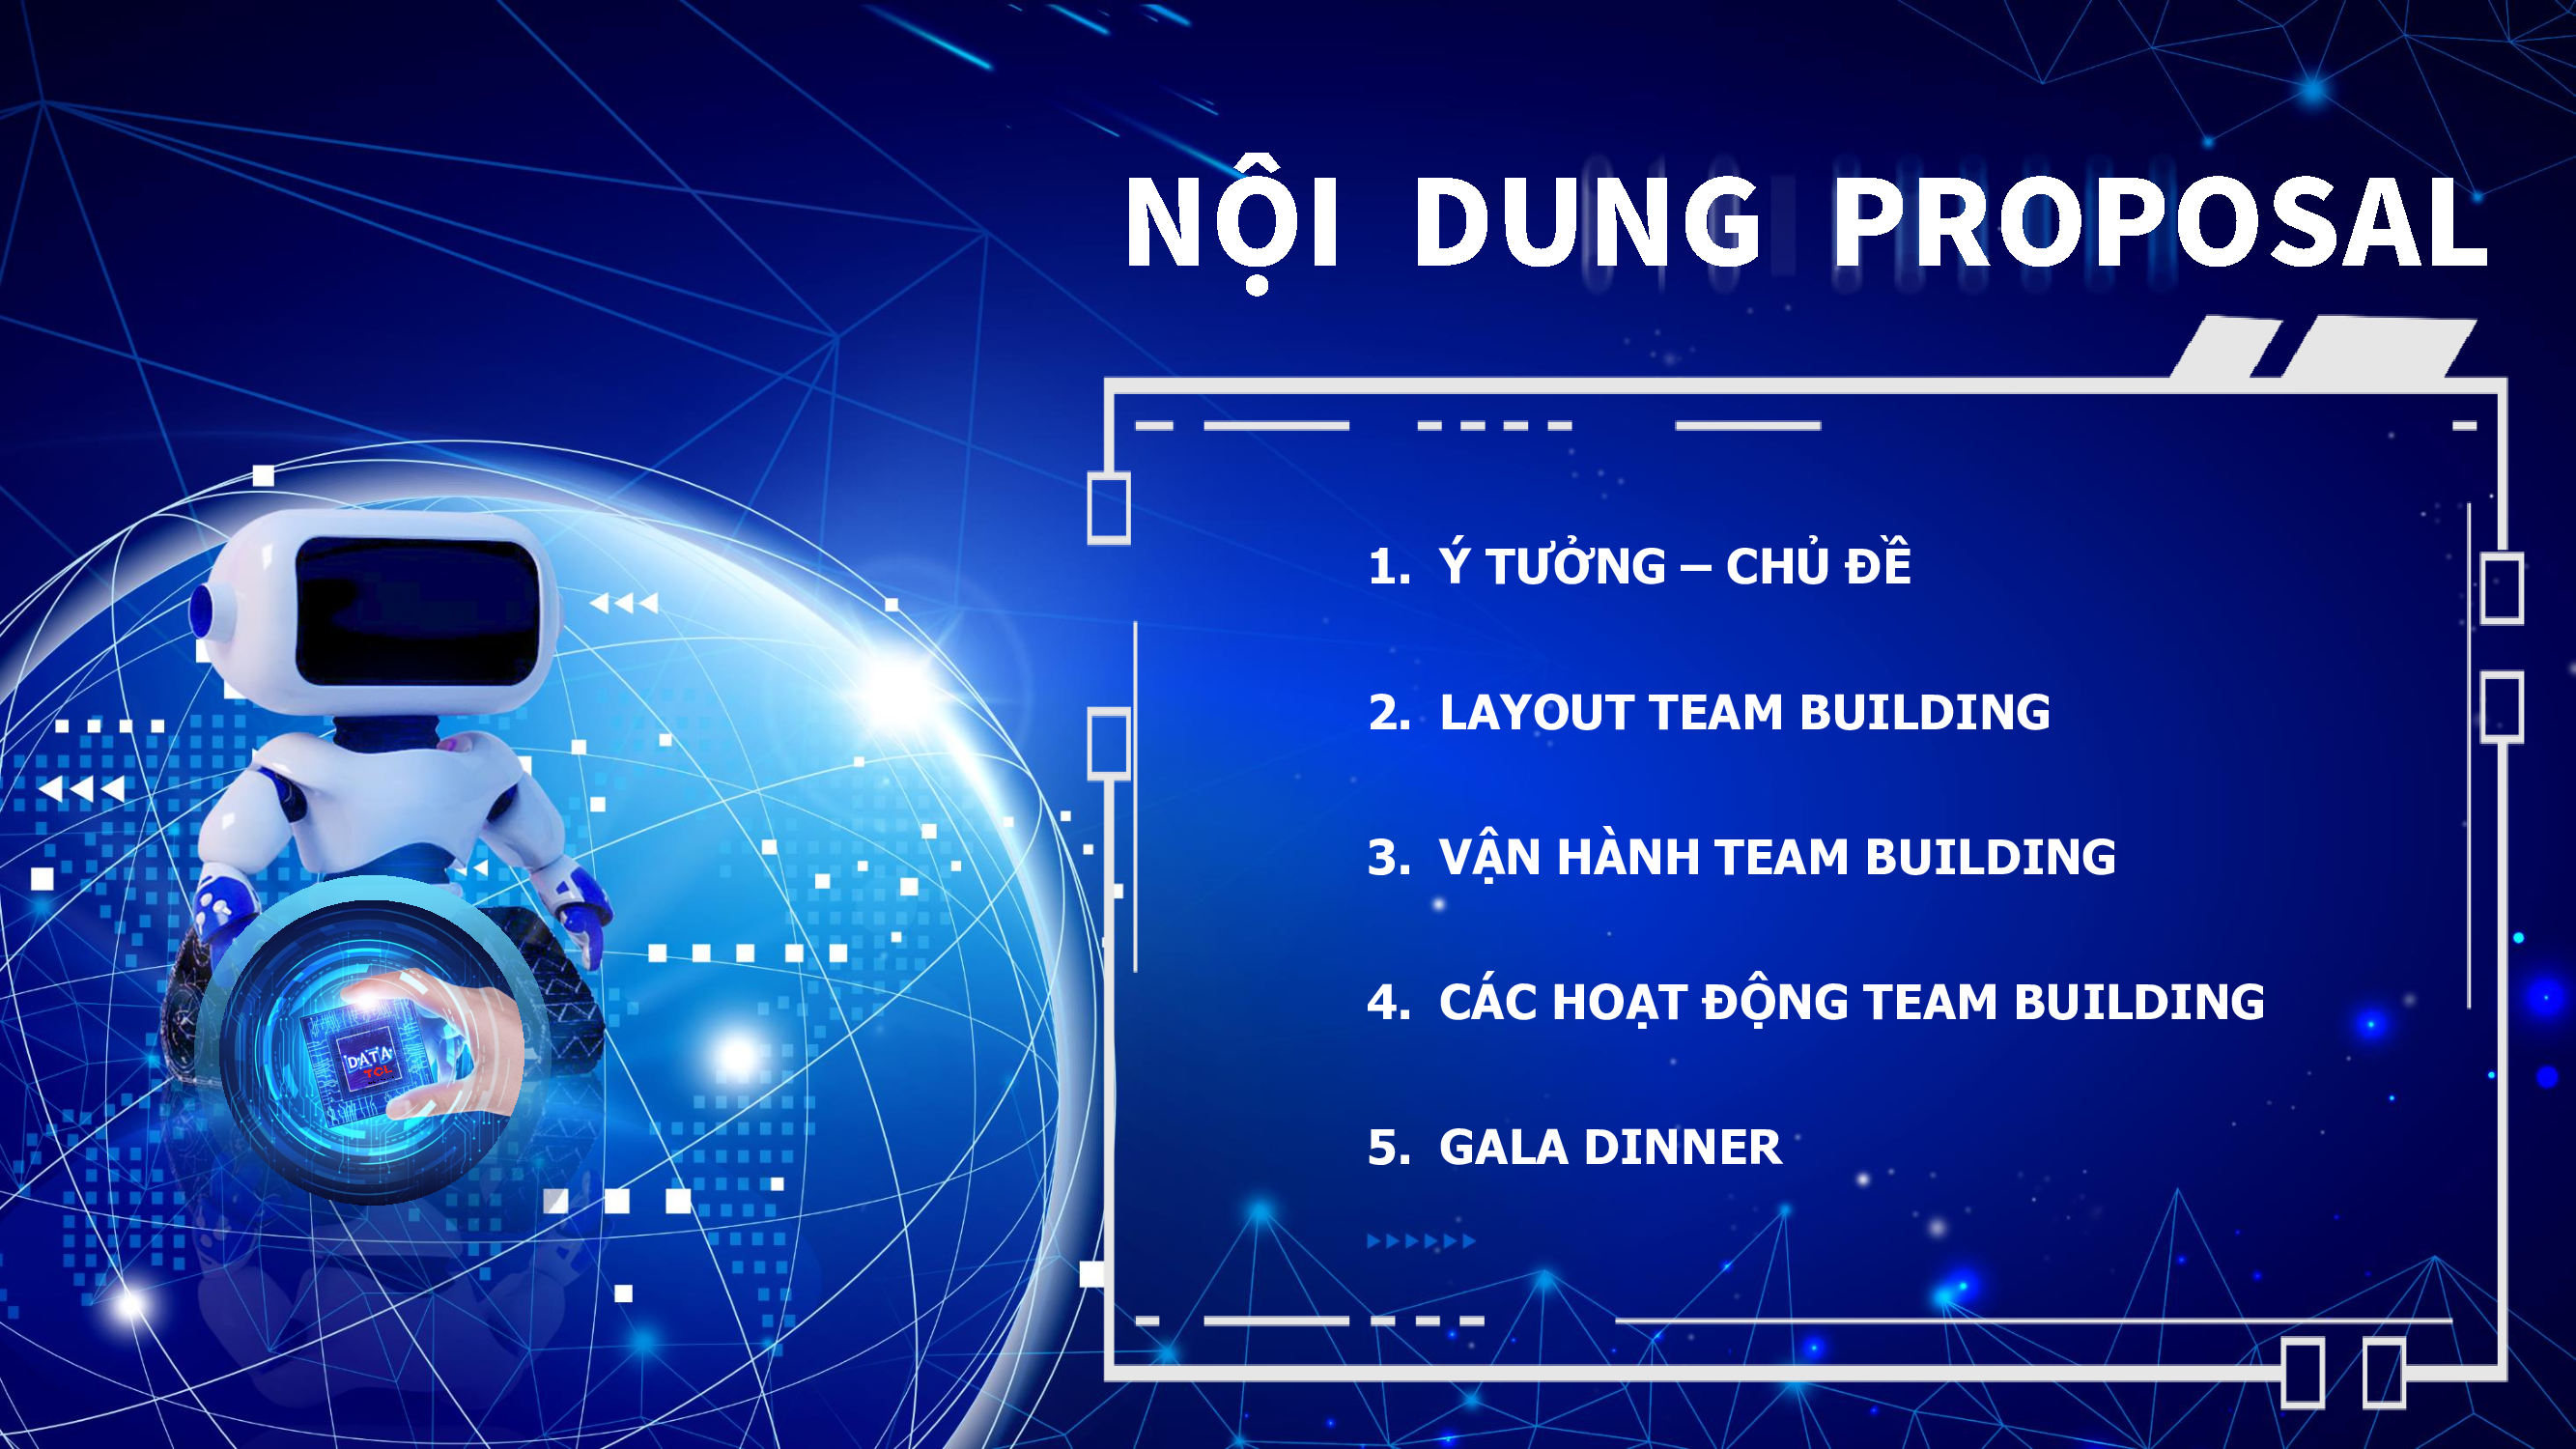 NỘI DUNG PROPOSAL
1. Ý TƯỞNG – CHỦ ĐỀ
2. LAYOUT TEAM BUILDING
3. VẬN HÀNH TEAM BUILDING
4. CÁC HOẠT ĐỘNG TEAM BUILDING
5. GALA DINNER
DATA
TCL